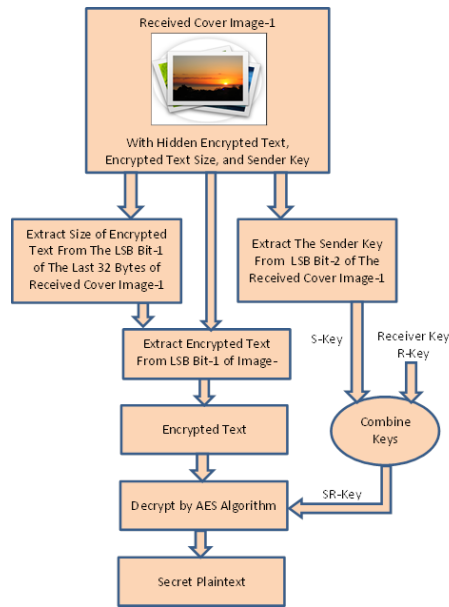 Received Cover Image-1
With Hidden Encrypted Text,
Encrypted Text Size, and Sender Key
Extract Size of Encrypted
Text From The LSB Bit-1
of The Last 32 Bytes of
Received Cover Image-1
Extract The Sender Key
From LSB Bit-2 of The
Received Cover Image-1
S-Key
Receiver Key
R-Key
Extract Encrypted Text
From LSB Bit-1 of Image-
Combine
Keys
Encrypted Text
SR-Key
Decrypt by AES Algorithm
Secret Plaintext